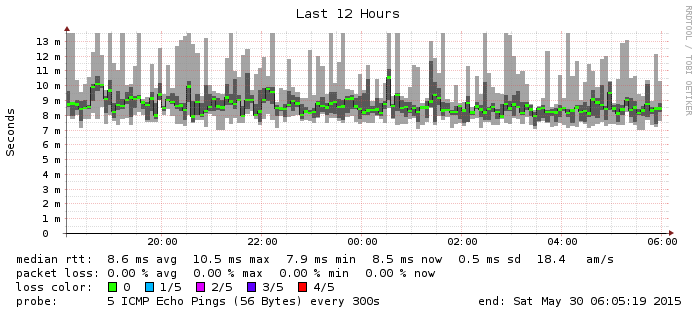 Last 12 Hours
RRDTOOL / TOBI OETIKER
Seconds
13 m
12 m
11 m
10 m
9 m
8 m
7 m
6 m
5 m
4 m
3 m
2 m
1 m
0
20:00 22:00 00:00 02:00 04:00 06:00
median rtt: 8.6 ms avg 10.5 ms max 7.9 ms min 8.5 ms now 0.5 ms sd 18.4 am/s
packet loss: 0.00 % avg 0.00 % max 0.00 % min 0.00 % now
loss color: 0 1/5 2/5 3/5 4/5
probe: 5 ICMP Echo Pings (56 Bytes) every 300s end: Sat May 30 06:05:19 2015